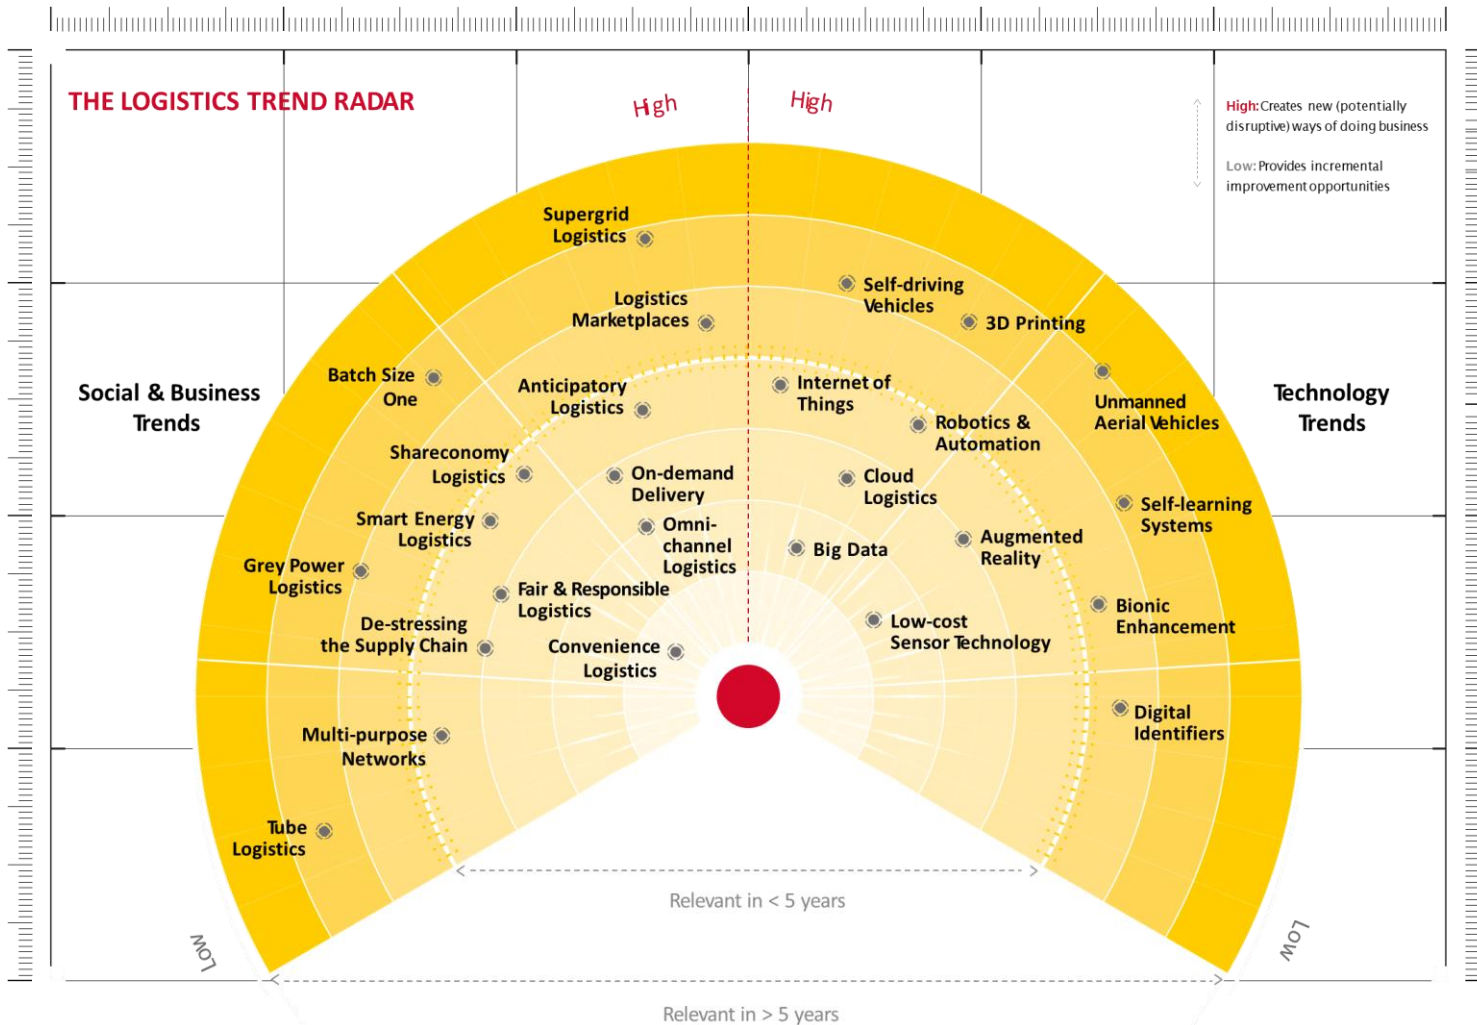 THE LOGISTICS TREND RADAR
High
High
High: Creates new (potentially
disruptive) ways of doing business
Low: Provides incremental
improvement opportunities
Social & Business
Trends
Technology
Trends
Supergrid
Logistics
Logistics
Marketplaces
Batch Size
One
Anticipatory
Logistics
Shareconomy
Logistics
On-demand
Delivery
Smart Energy
Logistics
Omni-
channel
Logistics
Grey Power
Logistics
Fair & Responsible
Logistics
De-stressing
the Supply Chain
Convenience
Logistics
Multi-purpose
Networks
Tube
Logistics
Self-driving
Vehicles
3D Printing
Internet of
Things
Unmanned
Aerial Vehicles
Robotics &
Automation
Cloud
Logistics
Self-learning
Systems
Big Data
Augmented
Reality
Bionic
Enhancement
Low-cost
Sensor Technology
Digital
Identifiers
Relevant in < 5 years
Low
Low
Relevant in > 5 years